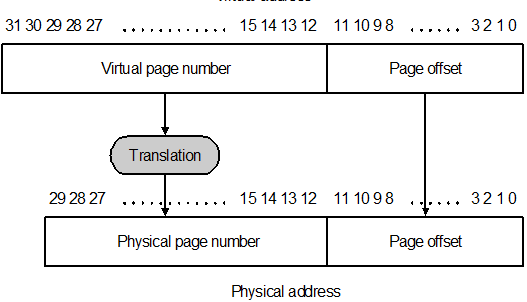 31 30 29 28 27 ............. 15 14 13 12 11 10 9 8 ...... 3 2 1 0
Virtual page number Page offset
Translation
29 28 27 ............. 15 14 13 12 11 10 9 8 ...... 3 2 1 0
Physical page number Page offset
Physical address